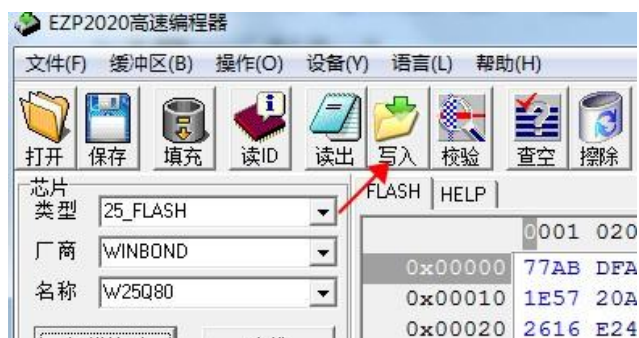 EZP2020高速编程器
文件(F) 缓冲区(B) 操作(O) 设备(Y) 语言(L) 帮助(H)
打开 保存 填充 读ID 读出 写入 校验 查空 擦除
芯片
类型 25_FLASH
厂商 WINBOND
名称 W25Q80
FLASH HELP
0001 020
0x00000 77AB DFA
0x00010 1E57 20A
0x00020 2616 E24